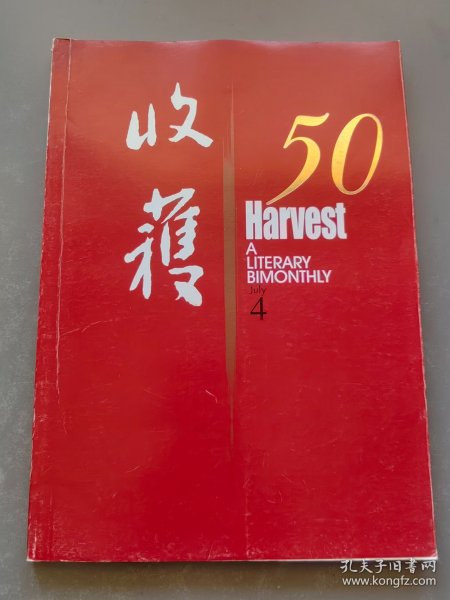 收
穫
50
Harvest
A
LITERARY
BIMONTHLY
July
4
孔夫子旧书网
www.kongfz.com